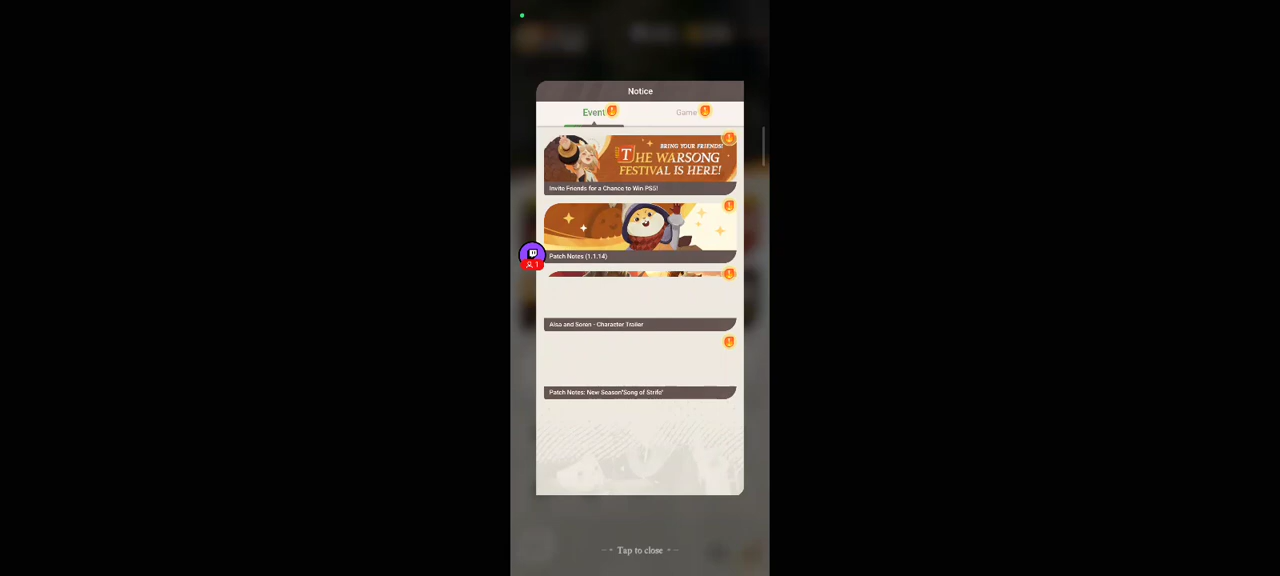 Notice
Event
Game
BRING YOUR FRIENDS!
THE WARSONG
FESTIVAL IS HERE!
Invite Friends for a Chance to Win PS5!
Patch Notes (1.1.14)
1
Aisa and Soren - Character Trailer
Patch Notes: New Season"Song of Strife"
Tap to close